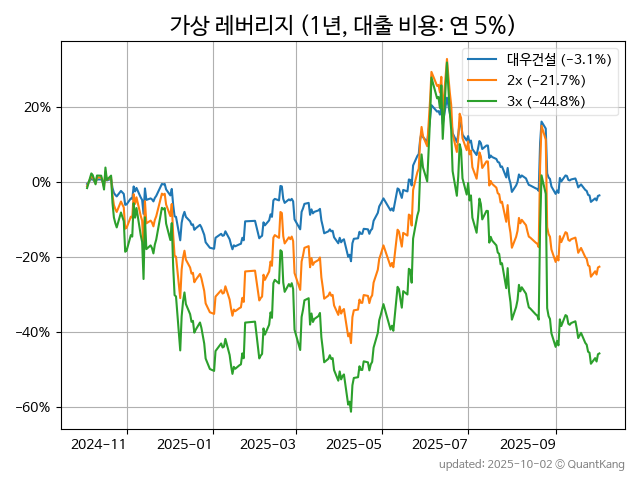 가상 레버리지 (1년, 대출 비용: 연 5%)
대우건설 (−3.1%)
2x (−21.7%)
3x (−44.8%)
20%
0%
−20%
−40%
−60%
2024-11 2025-01 2025-03 2025-05 2025-07 2025-09
updated: 2025-10-02 © QuantKang